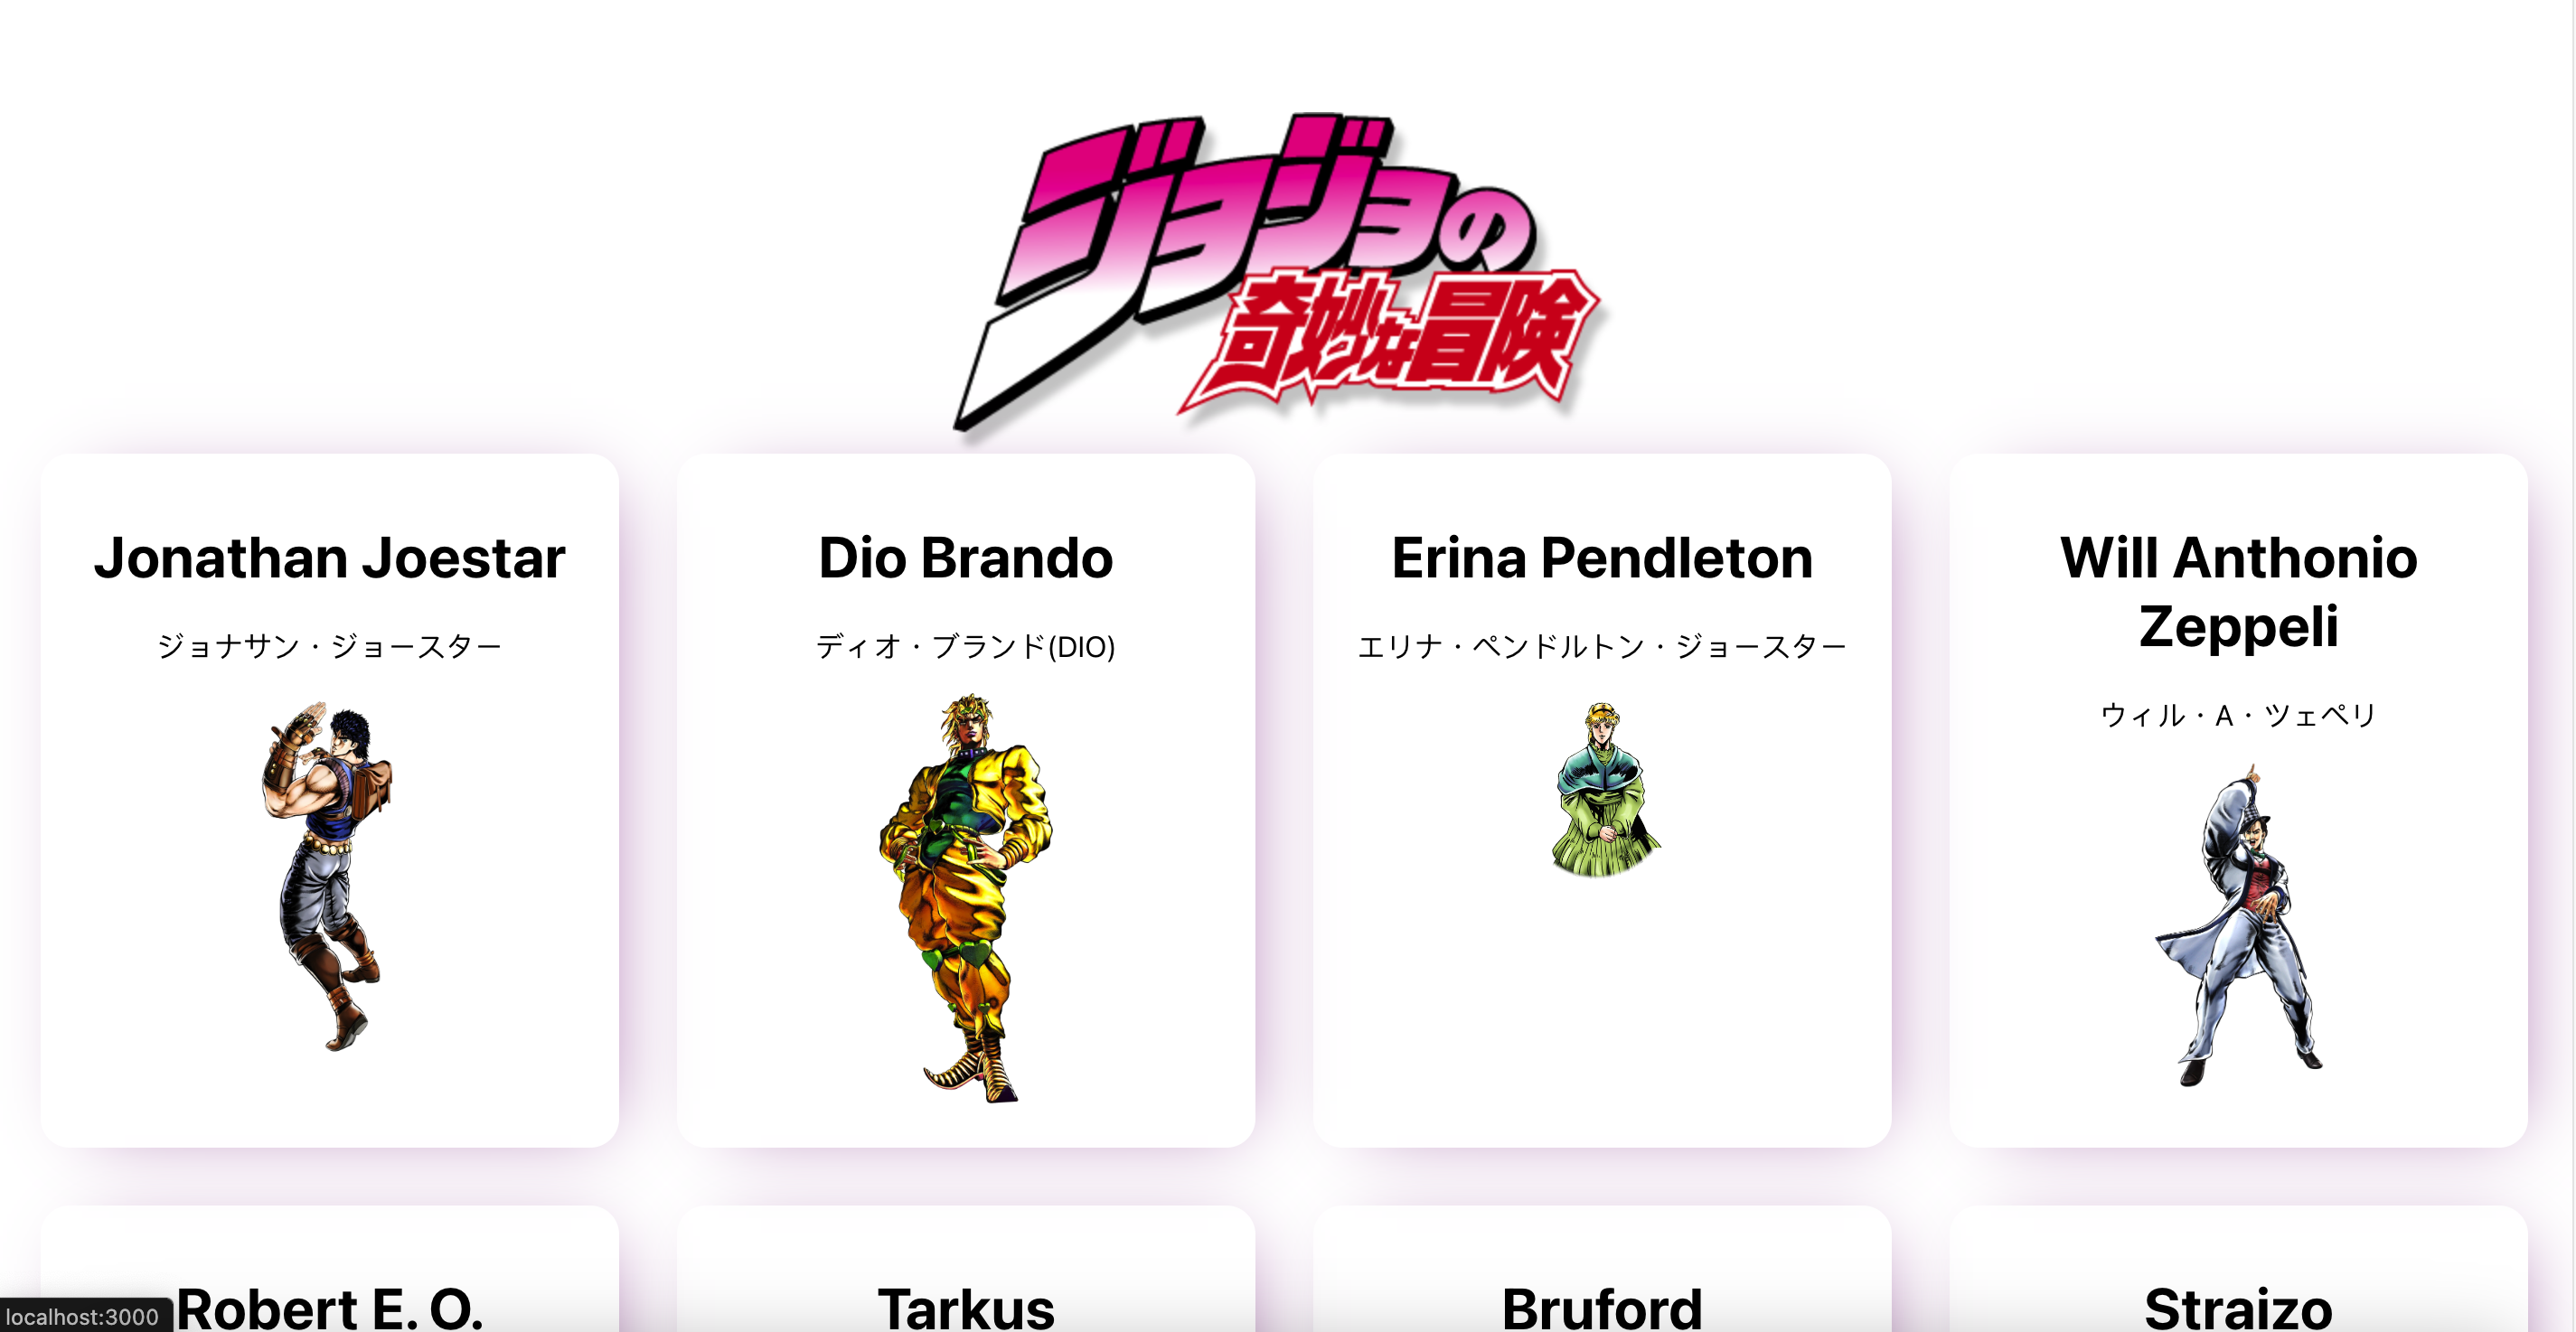 ジョジョの
奇妙な冒険
Jonathan Joestar
ジョナサン・ジョースター
Dio Brando
ディオ・ブランド(DIO)
Erina Pendleton
エリナ・ペンドルトン・ジョースター
Will Anthonio
Zeppeli
ウィル・A・ツェペリ
Robert E. O.
Tarkus
Bruford
Straizo
localhost:3000